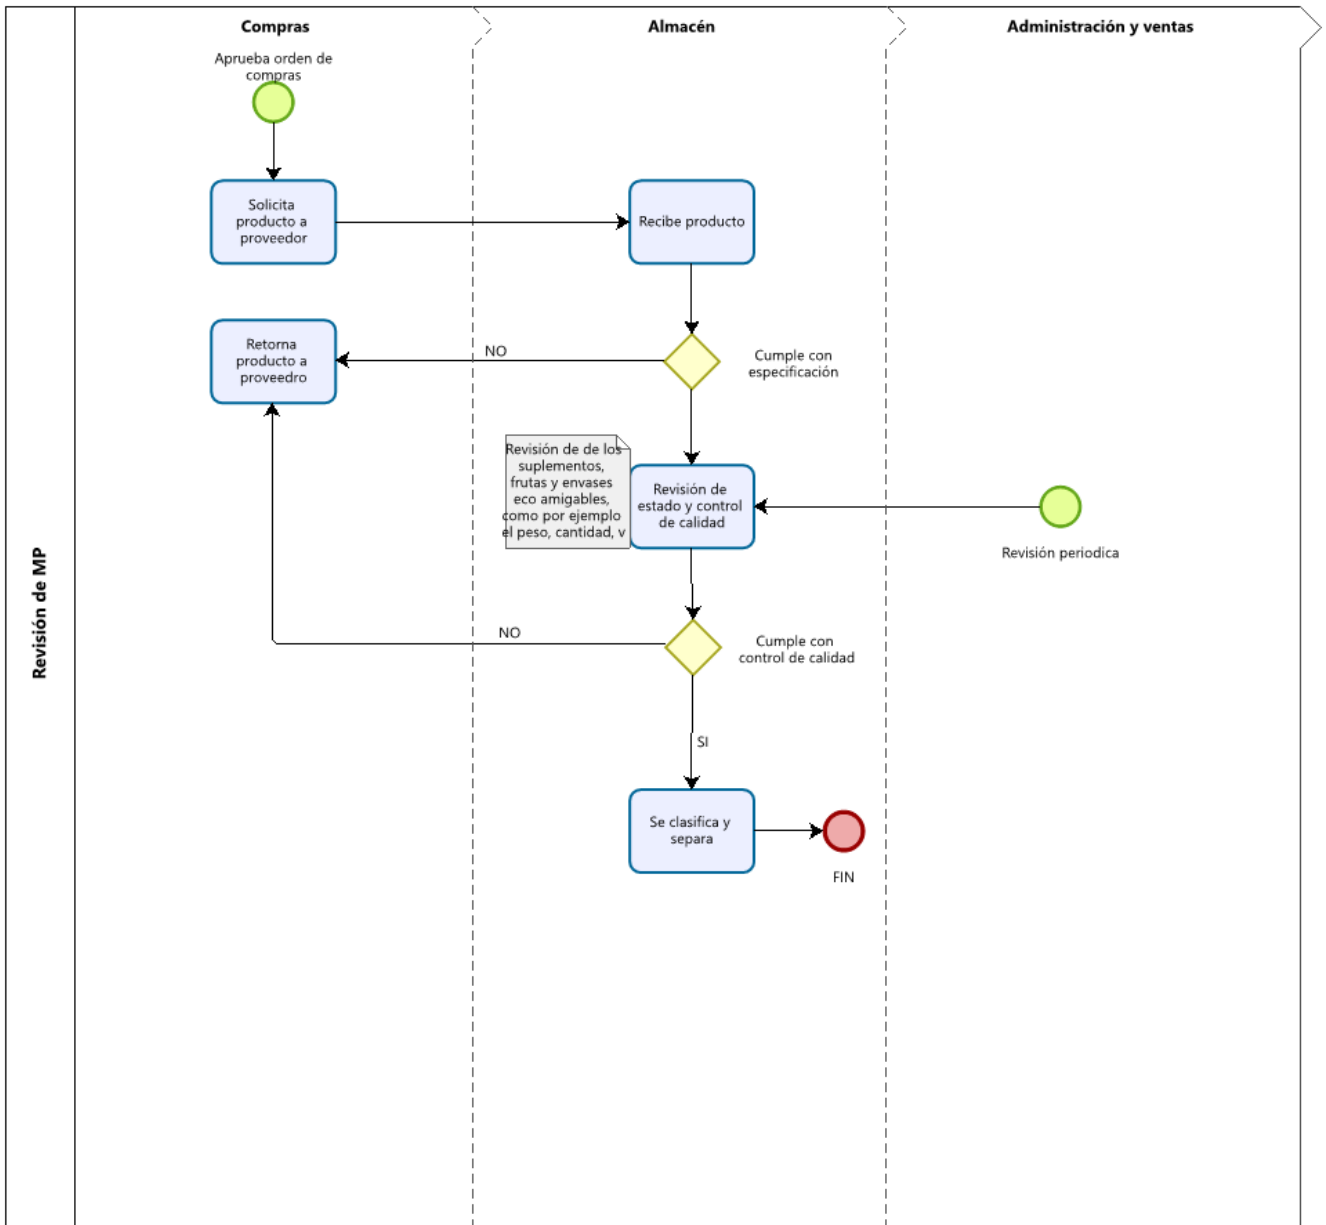 Compras
Almacén
Administración y ventas
Revisión de MP
Aprueba orden de
compras
Solicita
producto a
proveedor
Recibe producto
Retorna
producto a
proveedro
NO
Cumple con
especificación
Revisión de de los
suplementos,
frutas y envases
eco amigables,
como por ejemplo
el peso, cantidad, v
Revisión de
estado y control
de calidad
Revisión periodica
NO
Cumple con
control de calidad
SI
Se clasifica y
separa
FIN